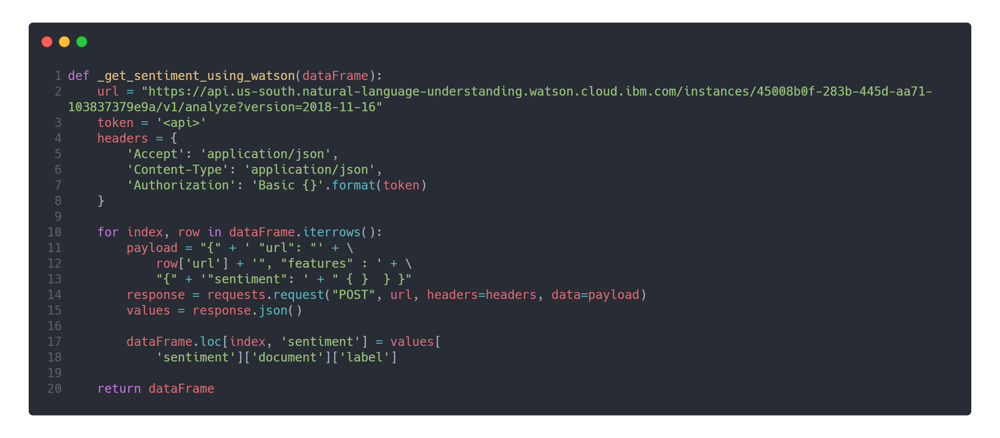 1 def _get_sentiment_using_watson(dataFrame):
2     url = "https://api.us-south.natural-language-understanding.watson.cloud.ibm.com/instances/45008b0f-283b-445d-aa71-
103837379e9a/v1/analyze?version=2018-11-16"
3     token = '<api>'
4     headers = {
5         'Accept': 'application/json',
6         'Content-Type': 'application/json',
7         'Authorization': 'Basic {}'.format(token)
8     }
9
10     for index, row in dataFrame.iterrows():
11         payload = "{" + ' "url": "' + \
12             row['url'] + '", "features" : ' + \
13             "{" + '"sentiment": ' + " { }  } }"
14         response = requests.request("POST", url, headers=headers, data=payload)
15         values = response.json()
16
17         dataFrame.loc[index, 'sentiment'] = values[
18             'sentiment']['document']['label']
19
20     return dataFrame